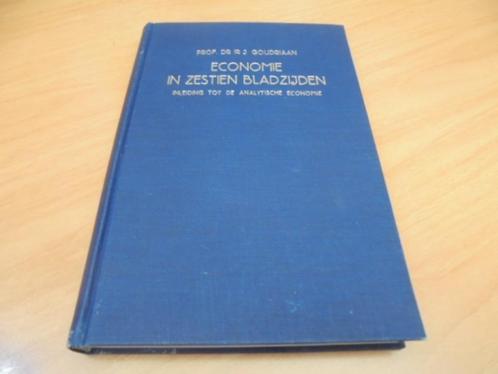 PROF. DR. IR J. GOUDRIAAN
ECONOMIE
IN ZESTIEN BLADZIJDEN
INLEIDING TOT DE ANALYTISCHE ECONOMIE